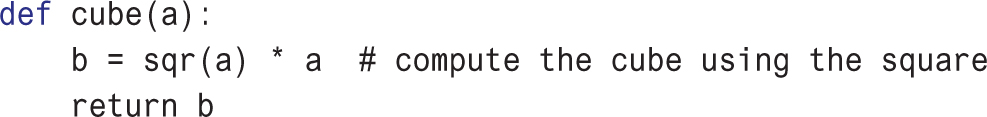 def cube(a):
    b = sqr(a) * a  # compute the cube using the square
    return b